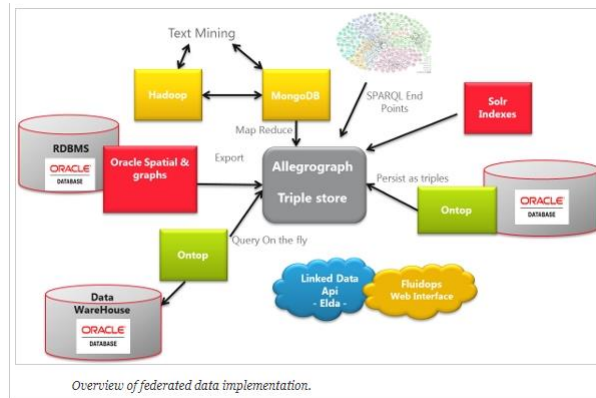 Text Mining
Hadoop
MongoDB
SPARQL End
Points
Solr
Indexes
Map Reduce
RDBMS
ORACLE
DATABASE
Oracle Spatial &
graphs
Export
Allegrograph
Triple store
Persist as triples
Ontop
ORACLE
DATABASE
Ontop
Query On the fly
Data
WareHouse
ORACLE
DATABASE
Linked Data
Api
- Elda -
Fluidops
Web Interface
Overview of federated data implementation.